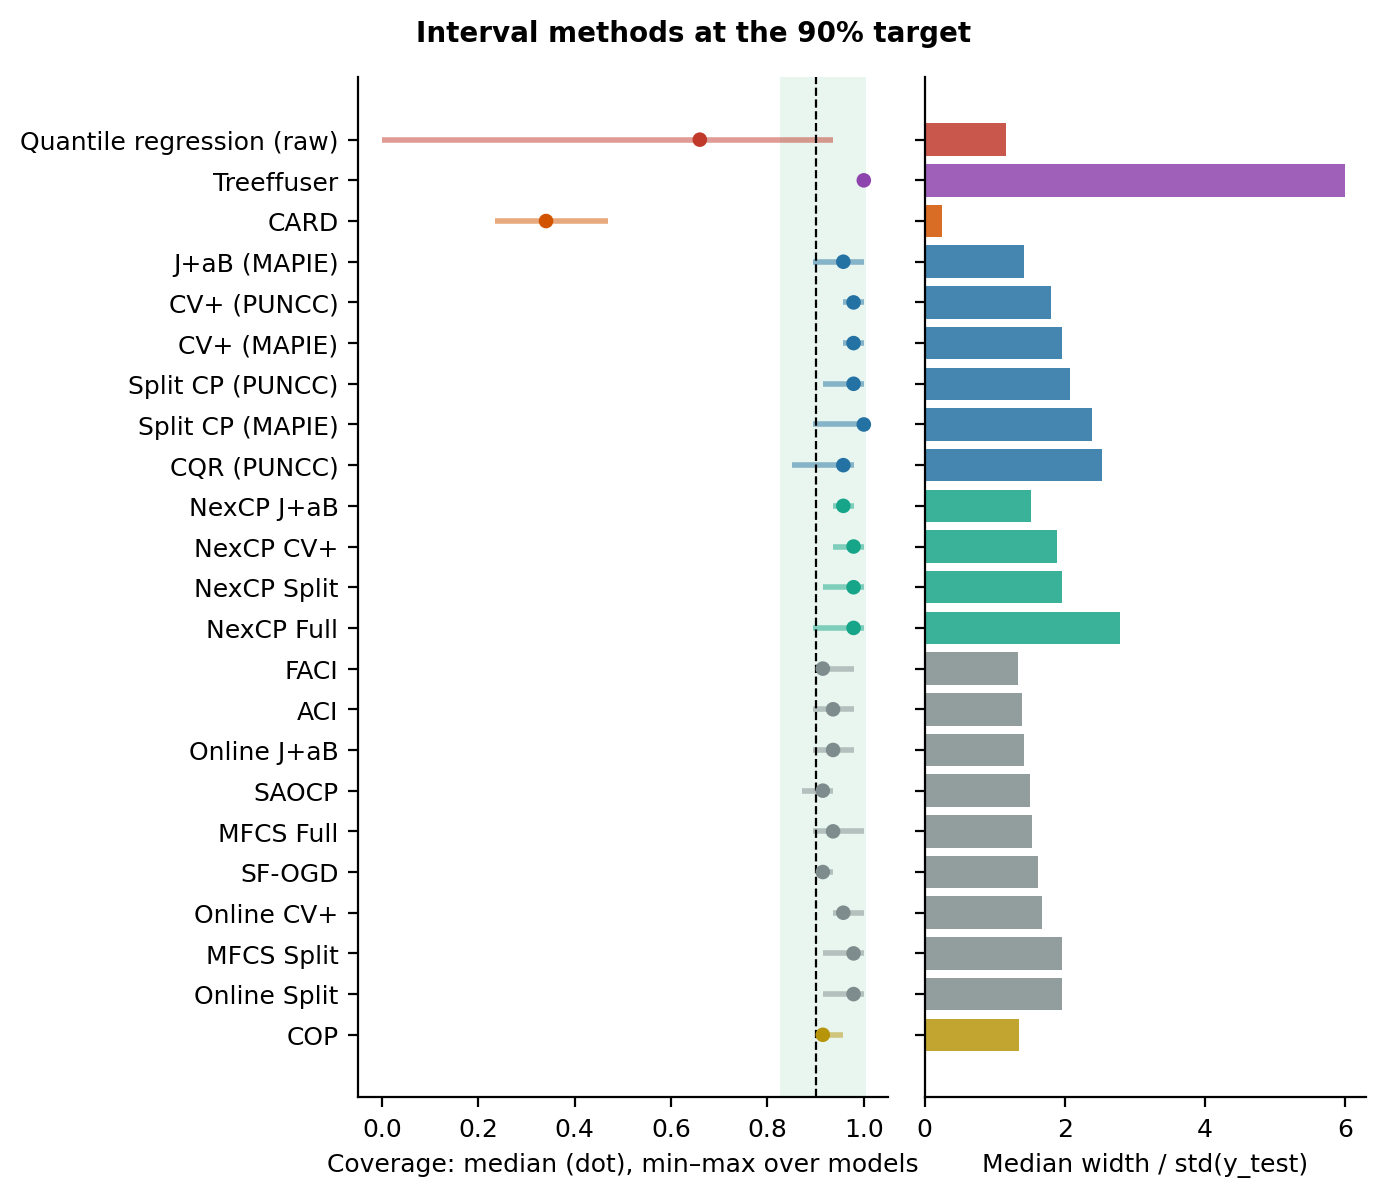 Interval methods at the 90% target
Quantile regression (raw)
Treeffuser
CARD
J+aB (MAPIE)
CV+ (PUNCC)
CV+ (MAPIE)
Split CP (PUNCC)
Split CP (MAPIE)
CQR (PUNCC)
NexCP J+aB
NexCP CV+
NexCP Split
NexCP Full
FACI
ACI
Online J+aB
SAOCP
MFCS Full
SF-OGD
Online CV+
MFCS Split
Online Split
COP
0.0 0.2 0.4 0.6 0.8 1.0
Coverage: median (dot), min–max over models
0 2 4 6
Median width / std(y_test)